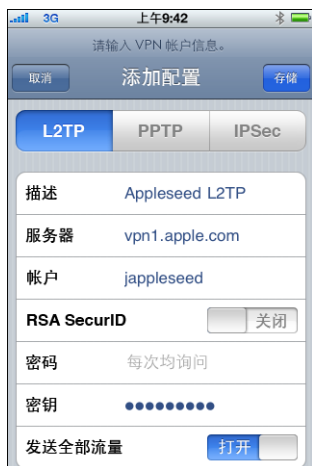 3G 上午9:42
请输入 VPN 帐户信息。
取消 添加配置 存储
L2TP PPTP IPSec
描述 Appleseed L2TP
服务器 vpn1.apple.com
帐户 jappleseed
RSA SecurID 关闭
密码 每次均询问
密钥 ●●●●●●●●●
发送全部流量 打开